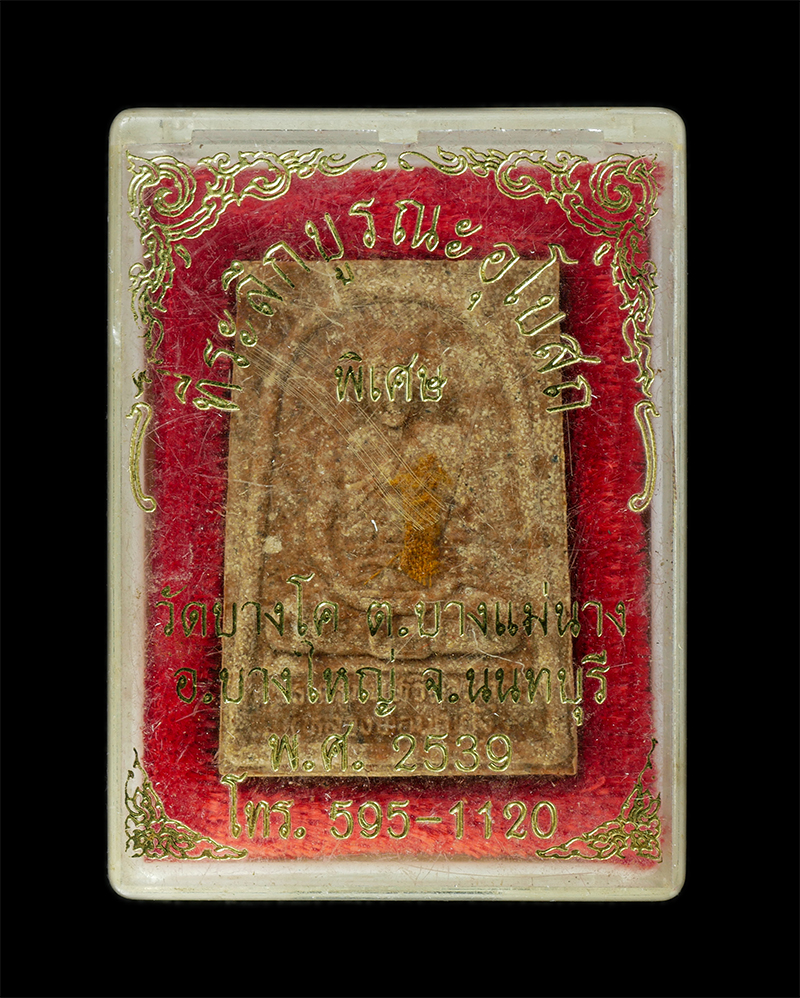 ที่ระลึกบูรณะอุโบสถ
พิเศษ
วัดบางโค ต.บางแม่นาง
อ.บางใหญ่ จ.นนทบุรี
พ.ศ. 2539
โทร. 595-1120